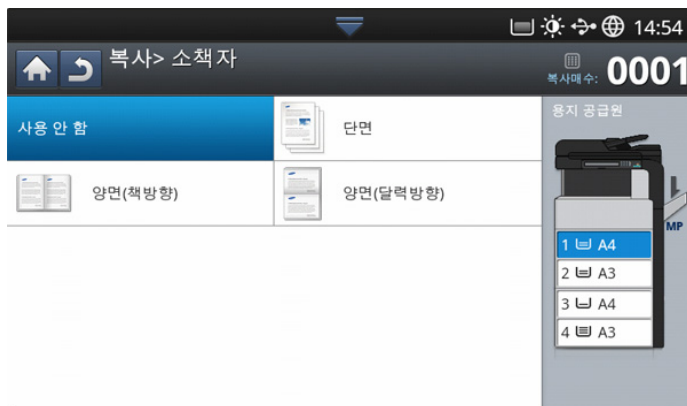 14:54
복사> 소책자
복사매수: 0001
사용 안 함
단면
양면(책방향)
양면(달력방향)
용지 공급원
MP
1 A4
2 A3
3 A4
4 A3